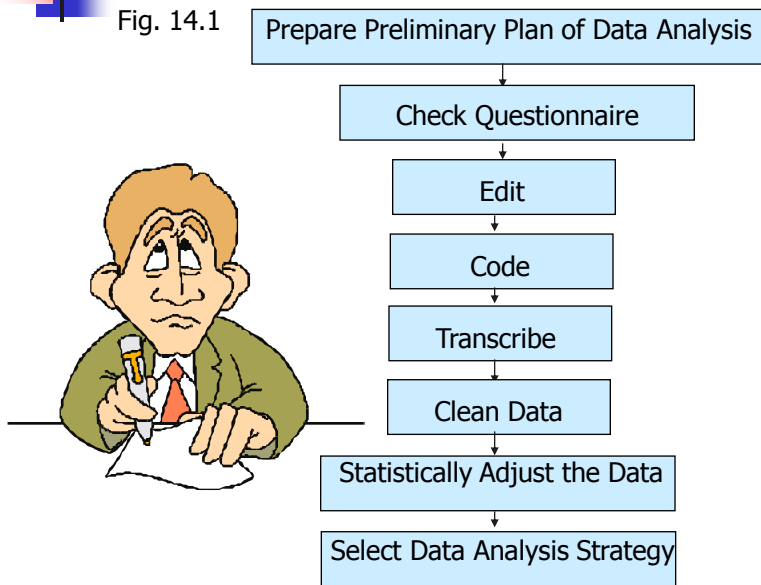 Fig. 14.1
Prepare Preliminary Plan of Data Analysis
Check Questionnaire
Edit
Code
Transcribe
Clean Data
Statistically Adjust the Data
Select Data Analysis Strategy